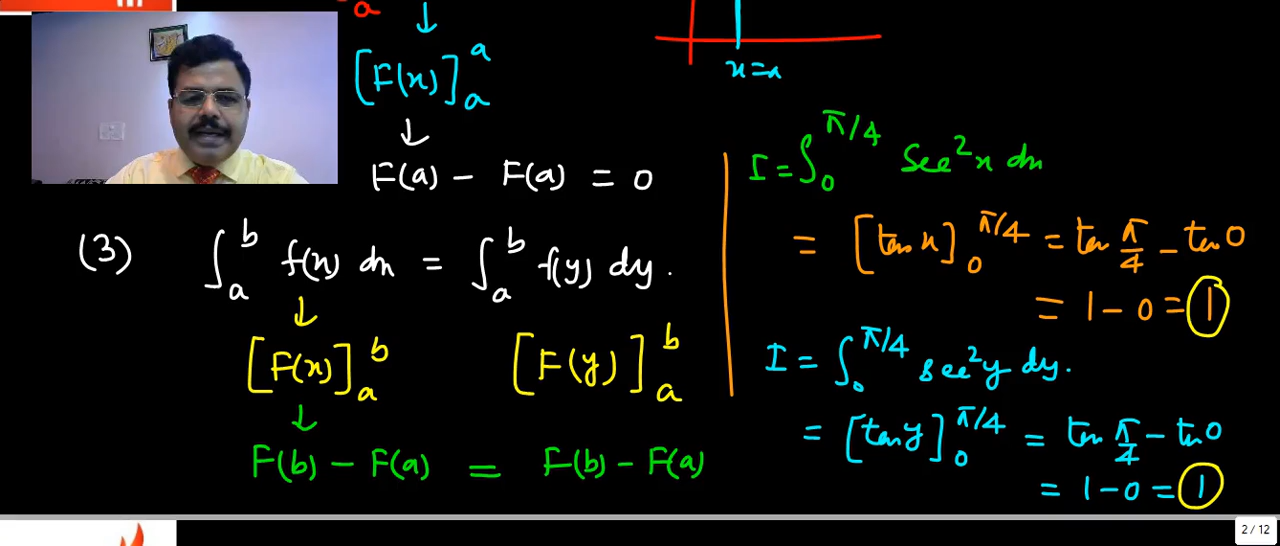 a
↓
[F(x)]ₐᵃ
x=a
↓
F(a) - F(a) = 0
(3) ∫ₐᵇ f(x) dx = ∫ₐᵇ f(y) dy.
↓
[F(x)]ₐᵇ [F(y)]ₐᵇ
↓
F(b) - F(a) = F(b) - F(a)
I = ∫₀^π/4 sec²x dx
= [tan x]₀^π/4 = tan π/4 - tan 0
= 1 - 0 = 1
I = ∫₀^π/4 sec²y dy.
= [tan y]₀^π/4 = tan π/4 - tan 0
= 1 - 0 = 1
2 / 12